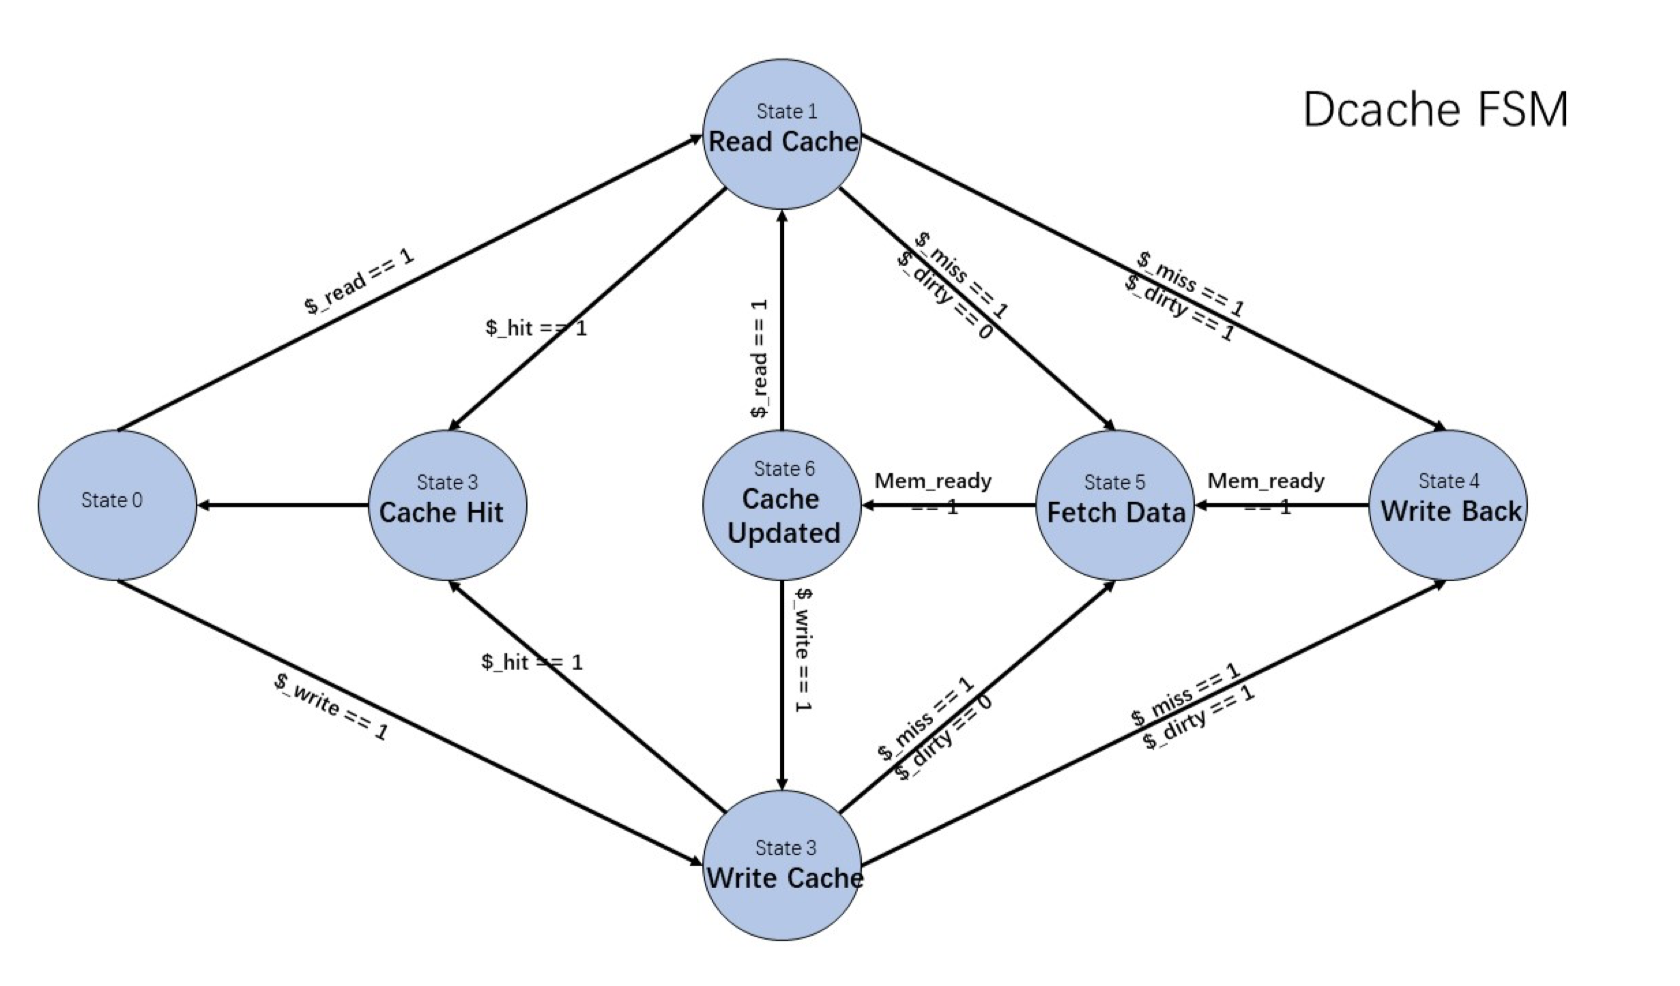 Dcache FSM
State 1
Read Cache
$_read == 1
$_hit == 1
$_read == 1
$_miss == 1
$_dirty == 0
$_miss == 1
$_dirty == 1
State 0
State 3
Cache Hit
State 6
Cache
Updated
Mem_ready
== 1
State 5
Fetch Data
Mem_ready
== 1
State 4
Write Back
$_write == 1
$_hit == 1
$_write == 1
$_miss == 1
$_dirty == 0
$_miss == 1
$_dirty == 1
State 3
Write Cache